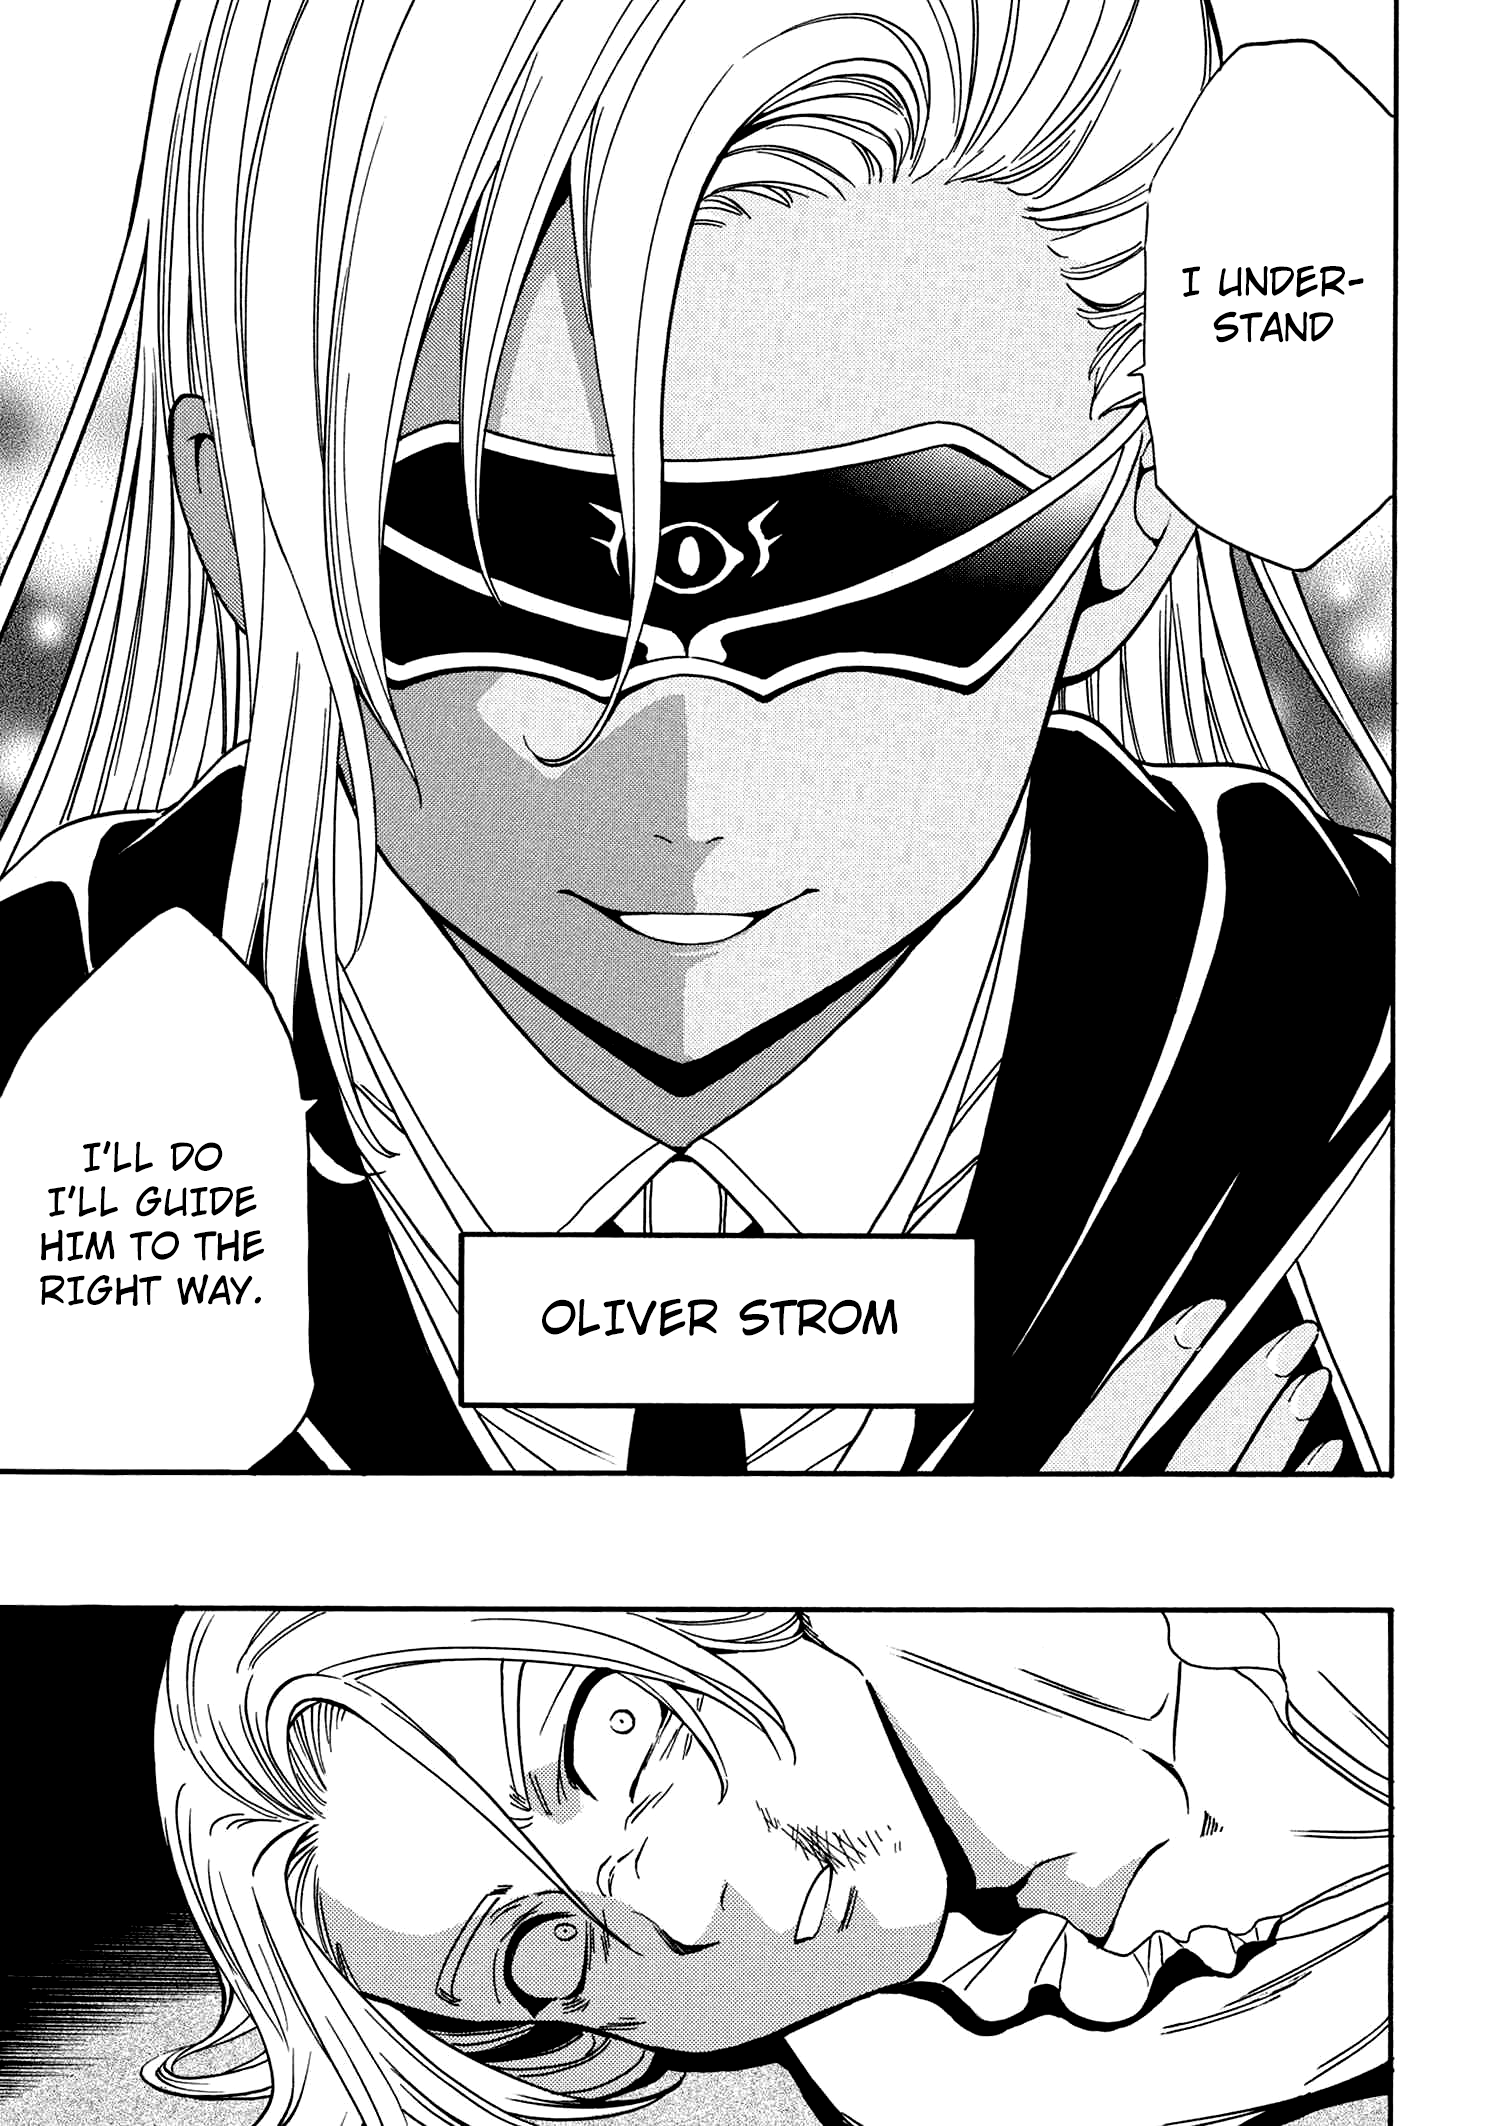 I UNDER-
STAND
I'LL DO
I'LL GUIDE
HIM TO THE
RIGHT WAY.
OLIVER STROM